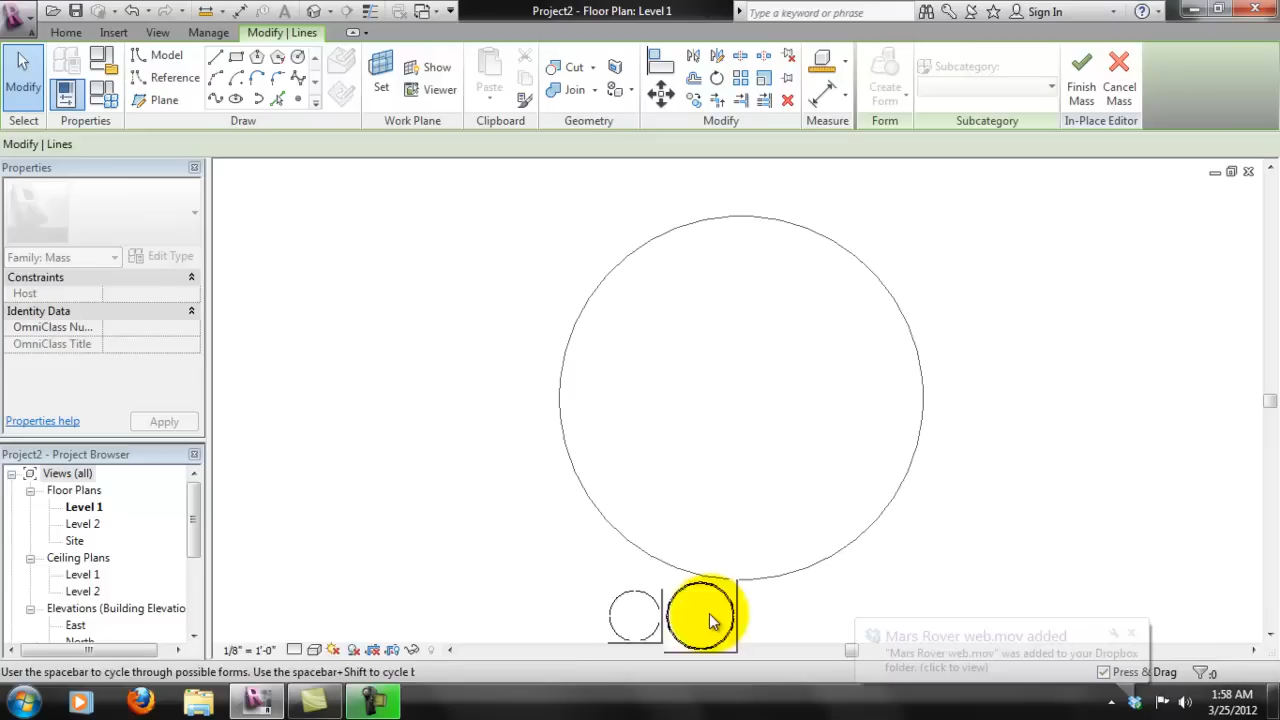 Project2 - Floor Plan: Level 1
Type a keyword or phrase
Sign In
Home Insert View Manage Modify | Lines
Modify
Select
Properties
Model
Reference
Plane
Draw
Set
Show
Viewer
Work Plane
Paste
Clipboard
Cut
Join
Geometry
Modify
Measure
Create
Form
Form
Subcategory:
Subcategory
Finish
Mass
Cancel
Mass
In-Place Editor
Modify | Lines
Properties
Family: Mass
Edit Type
Constraints
Host
Identity Data
OmniClass Nu...
OmniClass Title
Properties help
Apply
Project2 - Project Browser
Views (all)
Floor Plans
Level 1
Level 2
Site
Ceiling Plans
Level 1
Level 2
Elevations (Building Elevatio
East
North
1/8" = 1'-0"
Mars Rover web.mov added
"Mars Rover web.mov" was added to your Dropbox
folder. (click to view)
Use the spacebar to cycle through possible forms. Use the spacebar+Shift to cycle b
Press & Drag
:0
1:58 AM
3/25/2012